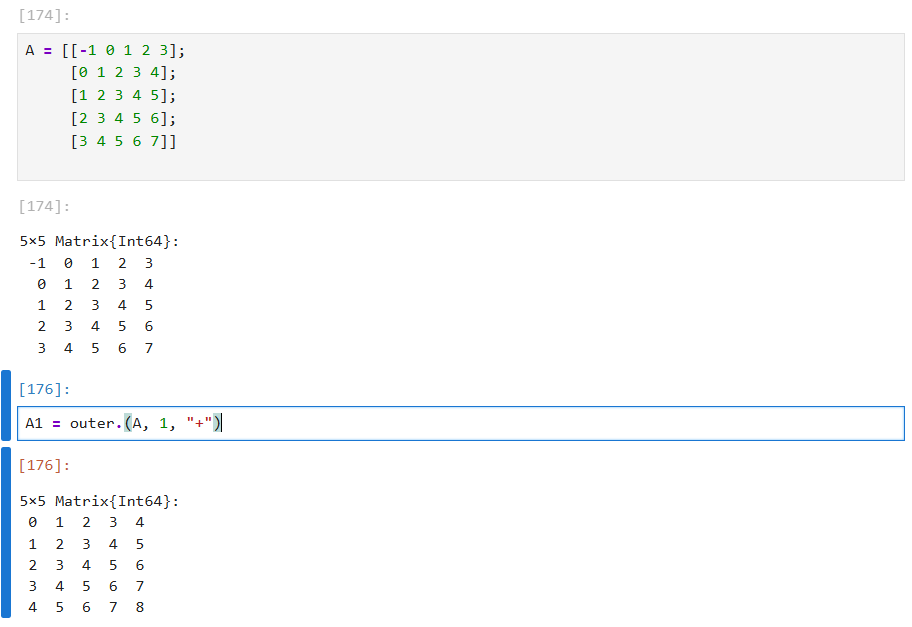 [174]:
A = [[-1 0 1 2 3];
[0 1 2 3 4];
[1 2 3 4 5];
[2 3 4 5 6];
[3 4 5 6 7]]
[174]:
5×5 Matrix{Int64}:
-1 0 1 2 3
0 1 2 3 4
1 2 3 4 5
2 3 4 5 6
3 4 5 6 7
[176]:
A1 = outer.(A, 1, "+")
[176]:
5×5 Matrix{Int64}:
0 1 2 3 4
1 2 3 4 5
2 3 4 5 6
3 4 5 6 7
4 5 6 7 8